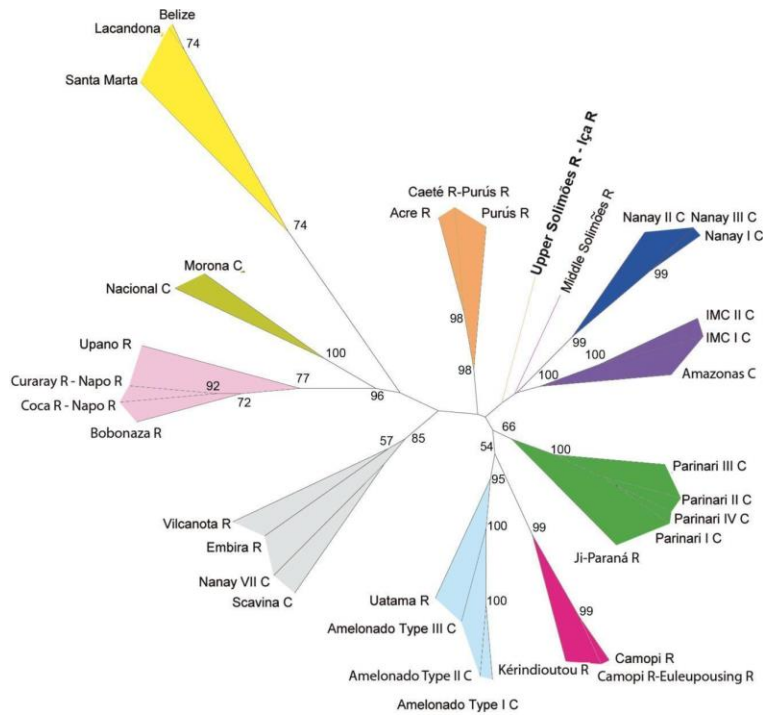 Belize
Lacandona
74
Santa Marta
74
Caeté R-Purús R
Acre R
Purús R
98
98
Upper Solimões R - Iça R
Middle Solimões R
Nanay II C
Nanay III C
Nanay I C
99
99
Morona C
Nacional C
100
IMC II C
IMC I C
Amazonas C
100
100
Upano R
Curaray R - Napo R
Coca R - Napo R
Bobonaza R
92
72
77
96
66
54
100
Parinari III C
Parinari II C
Parinari IV C
Parinari I C
Ji-Paraná R
57
85
Vilcanota R
Embira R
Nanay VII C
Scavina C
95
100
100
Uatama R
Amelonado Type III C
Amelonado Type II C
Amelonado Type I C
99
99
Kérindioutou R
Camopi R
Camopi R-Euleupousing R